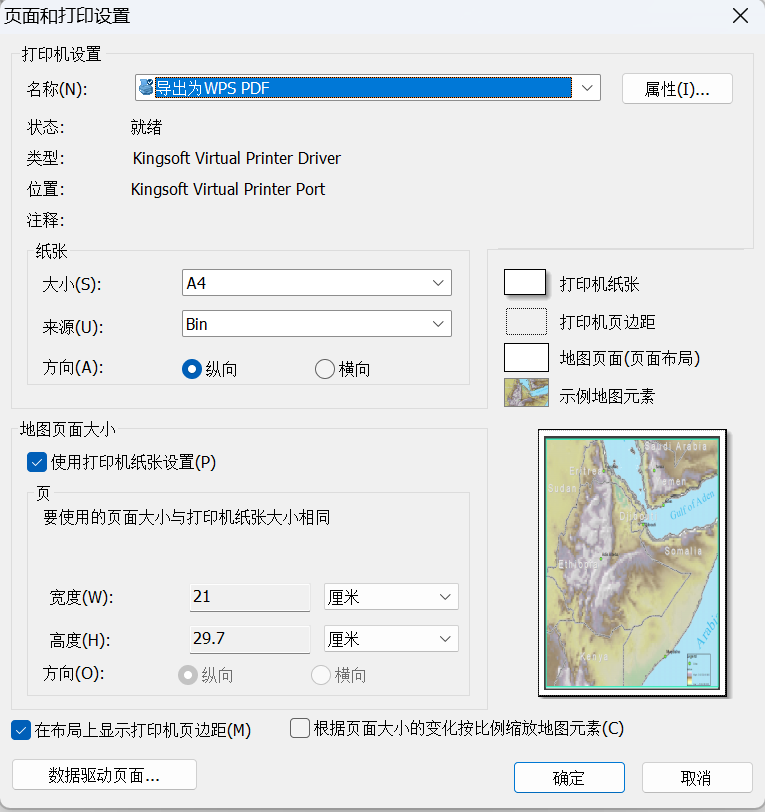 页面和打印设置
打印机设置
名称(N):
导出为WPS PDF
属性(I)...
状态:
就绪
类型:
Kingsoft Virtual Printer Driver
位置:
Kingsoft Virtual Printer Port
注释:
纸张
大小(S):
A4
来源(U):
Bin
方向(A):
纵向
横向
打印机纸张
打印机页边距
地图页面(页面布局)
示例地图元素
地图页面大小
使用打印机纸张设置(P)
页
要使用的页面大小与打印机纸张大小相同
宽度(W):
21
厘米
高度(H):
29.7
厘米
方向(O):
纵向
横向
Saudi Arabia
Eritrea
Yemen
Sudan
Gulf of Aden
Somalia
Ethiopia
Kenya
在布局上显示打印机页边距(M)
根据页面大小的变化按比例缩放地图元素(C)
数据驱动页面...
确定
取消